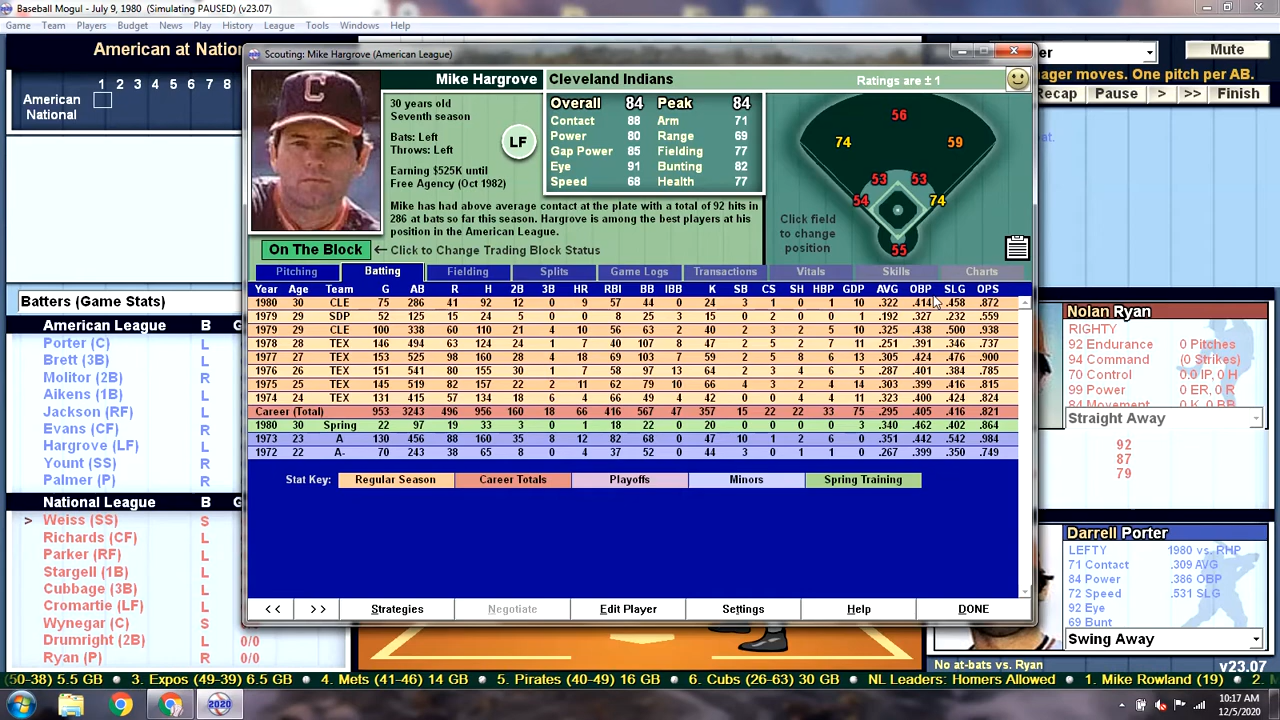 Baseball Mogul - July 9, 1980 (Simulating PAUSED) (v23.07)
Game Team Players Budget News Play History League Tools Windows Help
American at Natio
1 2 3 4 5 6 7 8
American
National
Batters (Game Stats)
American League B
Porter (C) L
Brett (3B) L
Molitor (2B) R
Aikens (1B) L
Jackson (RF) L
Evans (CF) L
Hargrove (LF) L
Yount (SS) R
Palmer (P) R
National League B G
> Weiss (SS) S
Richards (CF) L
Parker (RF) L
Stargell (1B) L
Cubbage (3B) L
Cromartie (LF) L
Wynegar (C) S
Drumright (2B) L 0/0
Ryan (P) R 0/0
Scouting: Mike Hargrove (American League)
Mike Hargrove
Cleveland Indians
Ratings are ± 1
30 years old
Seventh season
Bats: Left
Throws: Left
Earning $525K until
Free Agency (Oct 1982)
LF
Overall 84 Peak 84
Contact 88 Arm 71
Power 80 Range 69
Gap Power 85 Fielding 77
Eye 91 Bunting 82
Speed 68 Health 77
56
74 59
53 53
54 74
55
Click field
to change
position
Mike has had above average contact at the plate with a total of 92 hits in
286 at bats so far this season. Hargrove is among the best players at his
position in the American League.
On The Block ← Click to Change Trading Block Status
Pitching Batting Fielding Splits Game Logs Transactions Vitals Skills Charts
Year Age Team G AB R H 2B 3B HR RBI BB IBB K SB CS SH HBP GDP AVG OBP SLG OPS
1980 30 CLE 75 286 41 92 12 0 9 57 44 0 24 3 1 0 1 10 .322 .414 .458 .872
1979 29 SDP 52 125 15 24 5 0 0 8 25 3 15 0 2 0 0 1 .192 .327 .232 .559
1979 29 CLE 100 338 60 110 21 4 10 56 63 2 40 2 3 2 5 10 .325 .438 .500 .938
1978 28 TEX 146 494 63 124 24 1 7 40 107 8 47 2 5 2 7 11 .251 .391 .346 .737
1977 27 TEX 153 525 98 160 28 4 18 69 103 7 59 2 5 8 6 13 .305 .424 .476 .900
1976 26 TEX 151 541 80 155 30 1 7 58 97 13 64 2 3 4 6 5 .287 .401 .384 .785
1975 25 TEX 145 519 82 157 22 2 11 62 79 10 66 4 3 2 4 14 .303 .399 .416 .815
1974 24 TEX 131 415 57 134 18 6 4 66 49 4 42 0 0 4 4 11 .323 .400 .424 .824
Career (Total) 953 3243 496 956 160 18 66 416 567 47 357 15 22 22 33 75 .295 .405 .416 .821
1980 30 Spring 22 97 19 33 3 0 1 18 22 0 20 0 0 0 0 3 .340 .462 .402 .864
1973 23 A 130 456 88 160 35 8 12 82 68 0 47 10 1 2 6 0 .351 .442 .542 .984
1972 22 A- 70 243 38 65 8 0 4 37 52 0 44 3 0 1 1 0 .267 .399 .350 .749
Stat Key: Regular Season Career Totals Playoffs Minors Spring Training
<< >> Strategies Negotiate Edit Player Settings Help DONE
er
Mute
nager moves. One pitch per AB.
Recap Pause > >> Finish
at.
Nolan Ryan
RIGHTY
92 Endurance 0 Pitches
94 Command (0 Strikes)
70 Control 0.0 IP, 0 H
99 Power 0 ER, 0 R
84 Movement 0 K, 0 BB
Straight Away
92
87
79
Darrell Porter
LEFTY 1980 vs. RHP
71 Contact .309 AVG
84 Power .386 OBP
72 Speed .531 SLG
92 Eye
69 Bunt
Swing Away
No at-bats vs. Ryan
v23.07
(50-38) 5.5 GB • 3. Expos (49-39) 6.5 GB • 4. Mets (41-46) 14 GB • 5. Pirates (40-49) 16 GB • 6. Cubs (26-63) 30 GB • NL Leaders: Homers Allowed • 1. Mike Rowland (19) • 2.
2020
10:17 AM
12/5/2020